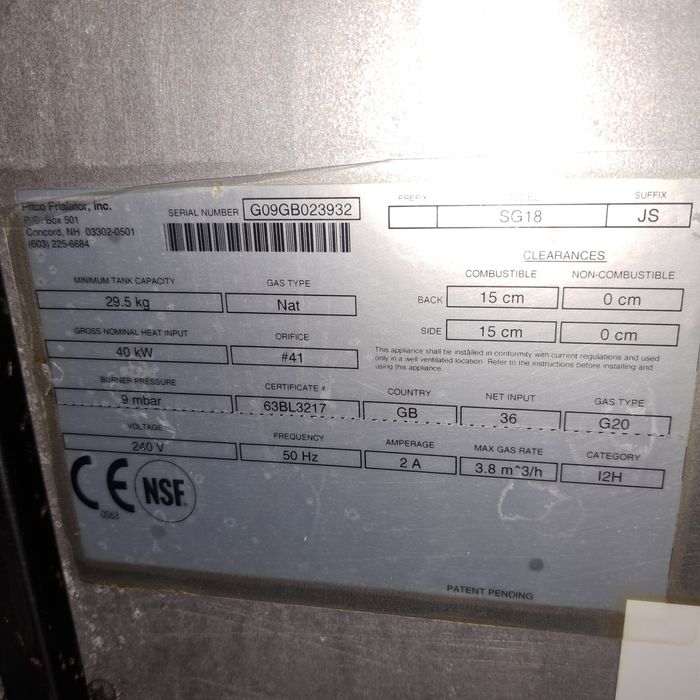 Pitco Frialator, Inc.
P.O. Box 501
Concord, NH 03302-0501
(603) 225-6684
SERIAL NUMBER G09GB023932
PREFIX SUFFIX
SG18 JS
CLEARANCES
COMBUSTIBLE NON-COMBUSTIBLE
BACK 15 cm 0 cm
SIDE 15 cm 0 cm
This appliance shall be installed in conformity with current regulations and used
only in a well ventilated location. Refer to the instructions before installing and
using this appliance.
MINIMUM TANK CAPACITY GAS TYPE
29.5 kg Nat
GROSS NOMINAL HEAT INPUT ORIFICE
40 kW #41
BURNER PRESSURE CERTIFICATE # COUNTRY NET INPUT GAS TYPE
9 mbar 63BL3217 GB 36 G20
VOLTAGE FREQUENCY AMPERAGE MAX GAS RATE CATEGORY
240 V 50 Hz 2 A 3.8 m^3/h I2H
CE NSF
0063
PATENT PENDING